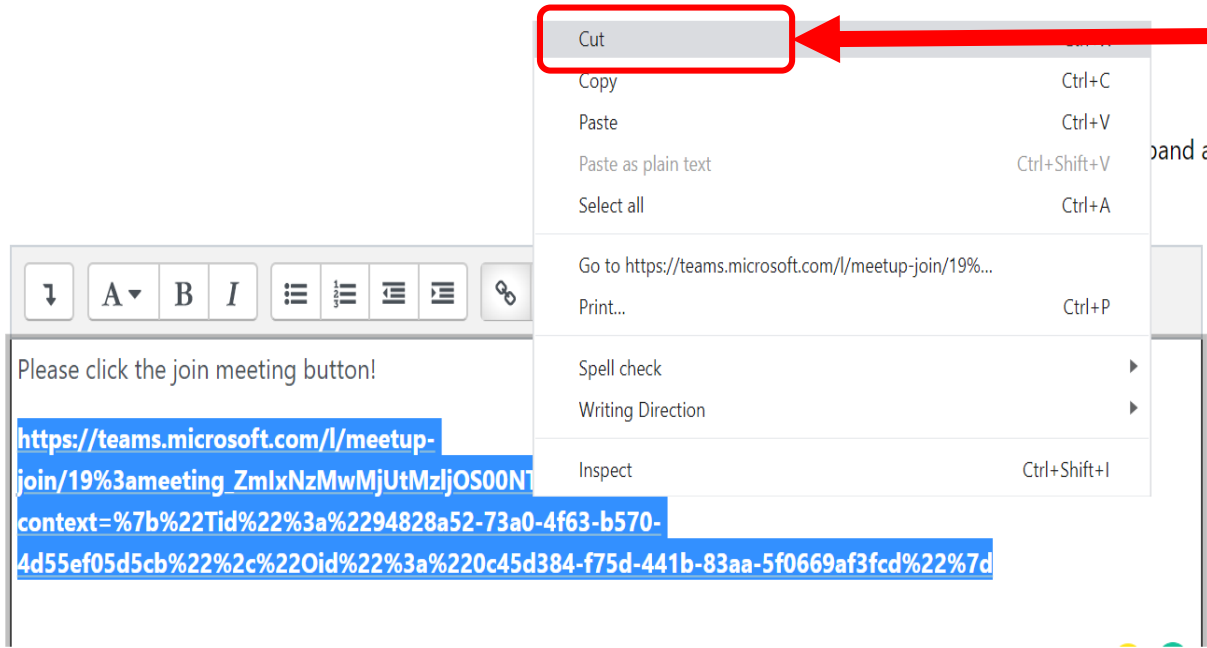 Cut
Copy Ctrl+C
Paste Ctrl+V
Paste as plain text Ctrl+Shift+V
Select all Ctrl+A
Go to https://teams.microsoft.com/l/meetup-join/19%...
Print... Ctrl+P
Spell check
Writing Direction
Inspect Ctrl+Shift+I
A B I
Please click the join meeting button!
https://teams.microsoft.com/l/meetup-
join/19%3ameeting_ZmIxNzMwMjUtMzljOS00NT
context=%7b%22Tid%22%3a%2294828a52-73a0-4f63-b570-
4d55ef05d5cb%22%2c%22Oid%22%3a%220c45d384-f75d-441b-83aa-5f0669af3fcd%22%7d